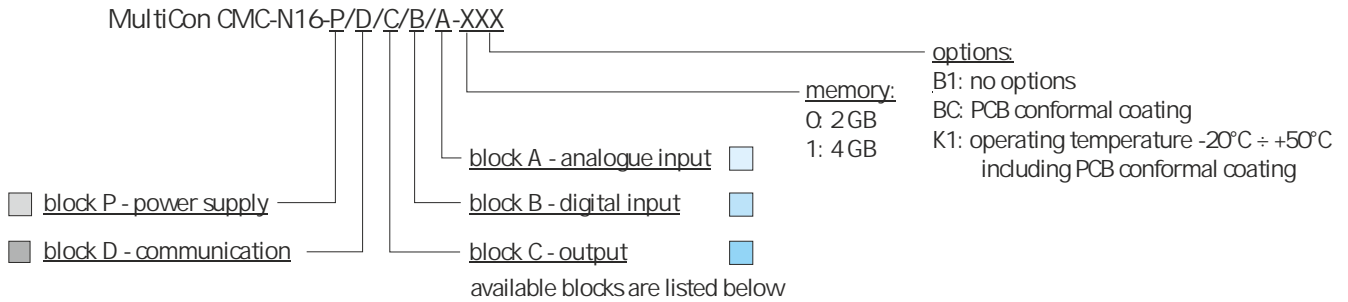 MultiCon CMC-N16-P/D/C/B/A-XXX
options:
B1: no options
BC: PCB conformal coating
K1: operating temperature -20°C ÷ +50°C
including PCB conformal coating
memory:
0: 2 GB
1: 4 GB
block A - analogue input
block P - power supply
block B - digital input
block D - communication
block C - output
available blocks are listed below